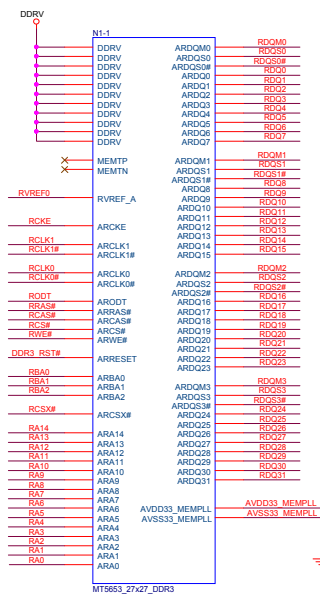 DDRV
N1-1
DDRV ARDQM0 RDQM0
DDRV ARDQS0 RDQS0
DDRV ARDQS0# RDQS0#
DDRV ARDQ0 RDQ0
DDRV ARDQ1 RDQ1
DDRV ARDQ2 RDQ2
DDRV ARDQ3 RDQ3
DDRV ARDQ4 RDQ4
DDRV ARDQ5 RDQ5
DDRV ARDQ6 RDQ6
DDRV ARDQ7 RDQ7
MEMTP ARDQM1 RDQM1
MEMTN ARDQS1 RDQS1
ARDQS1# RDQS1#
ARDQ8 RDQ8
RVREF0 RVREF_A ARDQ9 RDQ9
ARDQ10 RDQ10
ARDQ11 RDQ11
RCKE ARCKE ARDQ12 RDQ12
ARDQ13 RDQ13
RCLK1 ARCLK1 ARDQ14 RDQ14
RCLK1# ARCLK1# ARDQ15 RDQ15
RCLK0 ARCLK0 ARDQM2 RDQM2
RCLK0# ARCLK0# ARDQS2 RDQS2
ARDQS2# RDQS2#
RODT ARODT ARDQ16 RDQ16
RRAS# ARRAS# ARDQ17 RDQ17
RCAS# ARCAS# ARDQ18 RDQ18
RCS# ARCS# ARDQ19 RDQ19
RWE# ARWE# ARDQ20 RDQ20
ARDQ21 RDQ21
DDR3_RST# ARRESET ARDQ22 RDQ22
ARDQ23 RDQ23
RBA0 ARBA0
RBA1 ARBA1 ARDQM3 RDQM3
RBA2 ARBA2 ARDQS3 RDQS3
ARDQS3# RDQS3#
RCSX# ARCSX# ARDQ24 RDQ24
ARDQ25 RDQ25
RA14 ARA14 ARDQ26 RDQ26
RA13 ARA13 ARDQ27 RDQ27
RA12 ARA12 ARDQ28 RDQ28
RA11 ARA11 ARDQ29 RDQ29
RA10 ARA10 ARDQ30 RDQ30
RA9 ARA9 ARDQ31 RDQ31
RA8 ARA8
RA7 ARA7
RA6 ARA6 AVDD33_MEMPLL AVDD33_MEMPLL
RA5 ARA5 AVSS33_MEMPLL AVSS33_MEMPLL
RA4 ARA4
RA3 ARA3
RA2 ARA2
RA1 ARA1
RA0 ARA0
MT5653_27x27_DDR3